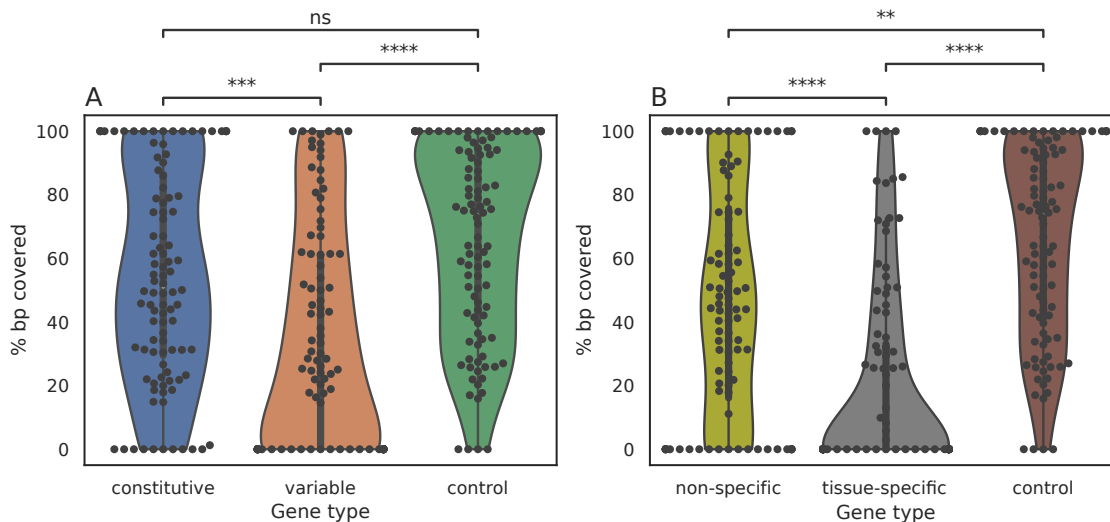 ns
****
***
A
% bp covered
100
80
60
40
20
0
constitutive
variable
control
Gene type
**
****
****
B
% bp covered
100
80
60
40
20
0
non-specific
tissue-specific
control
Gene type